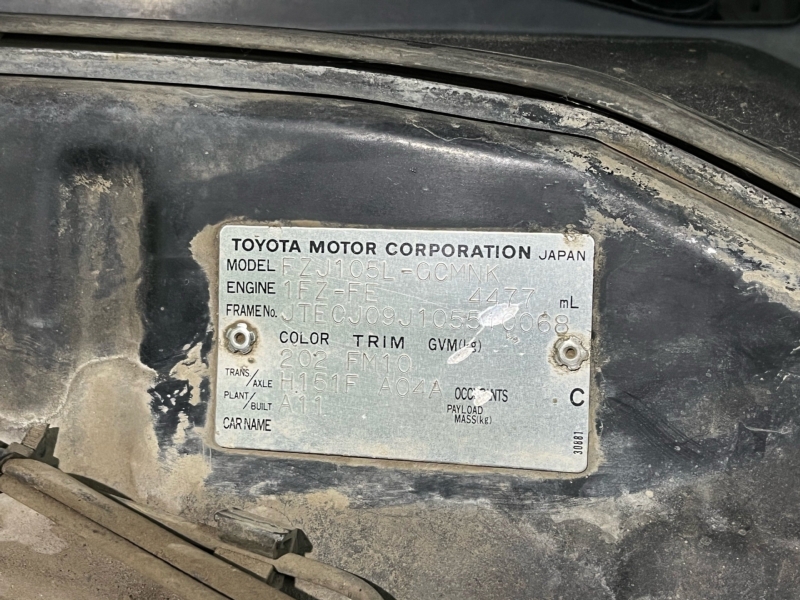 TOYOTA MOTOR CORPORATION JAPAN
MODEL FZJ105L-GCMNK
ENGINE 1FZ-FE 4477 mL
FRAME No.
COLOR TRIM GVM(kg)
202 FM10
TRANS/AXLE H151F A04A OCCUPANTS C
PLANT/BUILT A11 PAYLOAD MASS(kg)
CAR NAME
30881